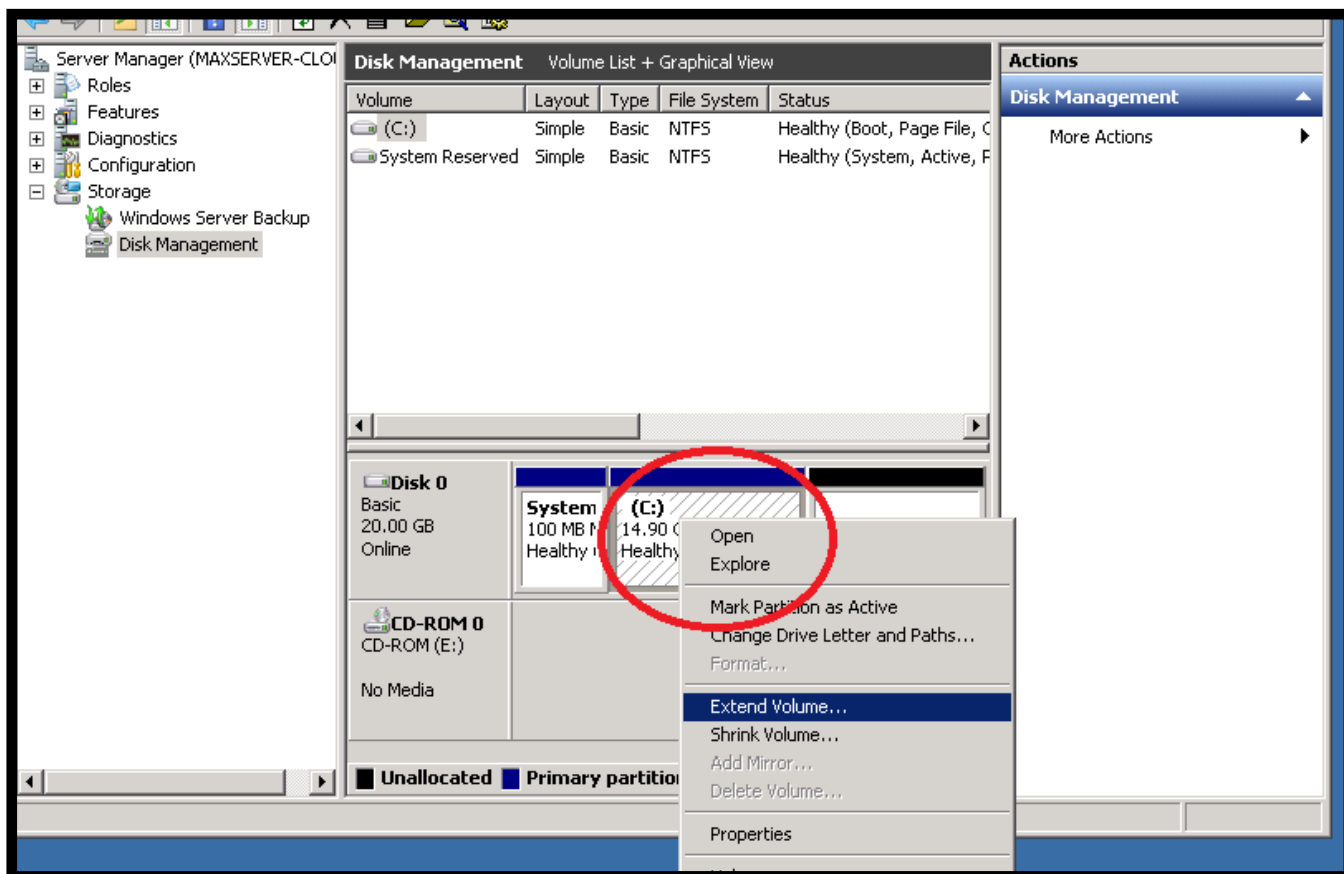 Server Manager (MAXSERVER-CLO
Roles
Features
Diagnostics
Configuration
Storage
Windows Server Backup
Disk Management
Disk Management Volume List + Graphical View
Volume Layout Type File System Status
(C:) Simple Basic NTFS Healthy (Boot, Page File, C
System Reserved Simple Basic NTFS Healthy (System, Active, P
Actions
Disk Management
More Actions
Disk 0
Basic
20.00 GB
Online
System
100 MB N
Healthy
(C:)
14.90
Healthy
CD-ROM 0
CD-ROM (E:)
No Media
Unallocated Primary partition
Open
Explore
Mark Partition as Active
Change Drive Letter and Paths...
Format...
Extend Volume...
Shrink Volume...
Add Mirror...
Delete Volume...
Properties